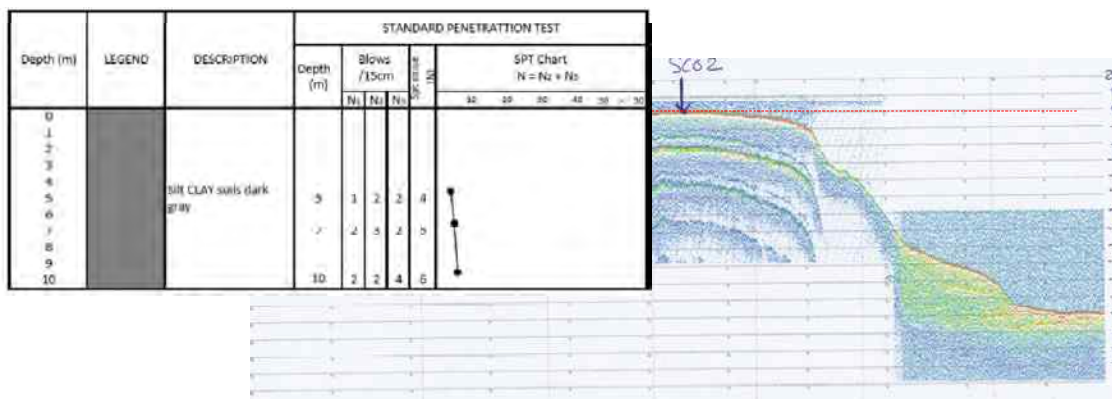 STANDARD PENETRATTION TEST
Depth (m) LEGEND DESCRIPTION
Depth (m)
Blows /15cm
SPT Chart
N = N₂ + N₃
N₁ N₂ N₃
10 20 30 40
0
1
2
3
4
5
6
7
8
9
10
Silt CLAY soils dark
gray
5 1 2 2 4
7 2 3 2 5
10 2 2 4 6
SC02